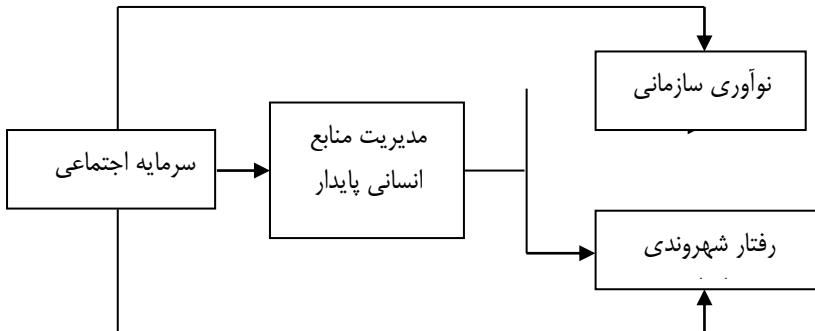 نوآوری سازمانی
مدیریت منابع
انسانی پایدار
سرمایه اجتماعی
رفتار شهروندی